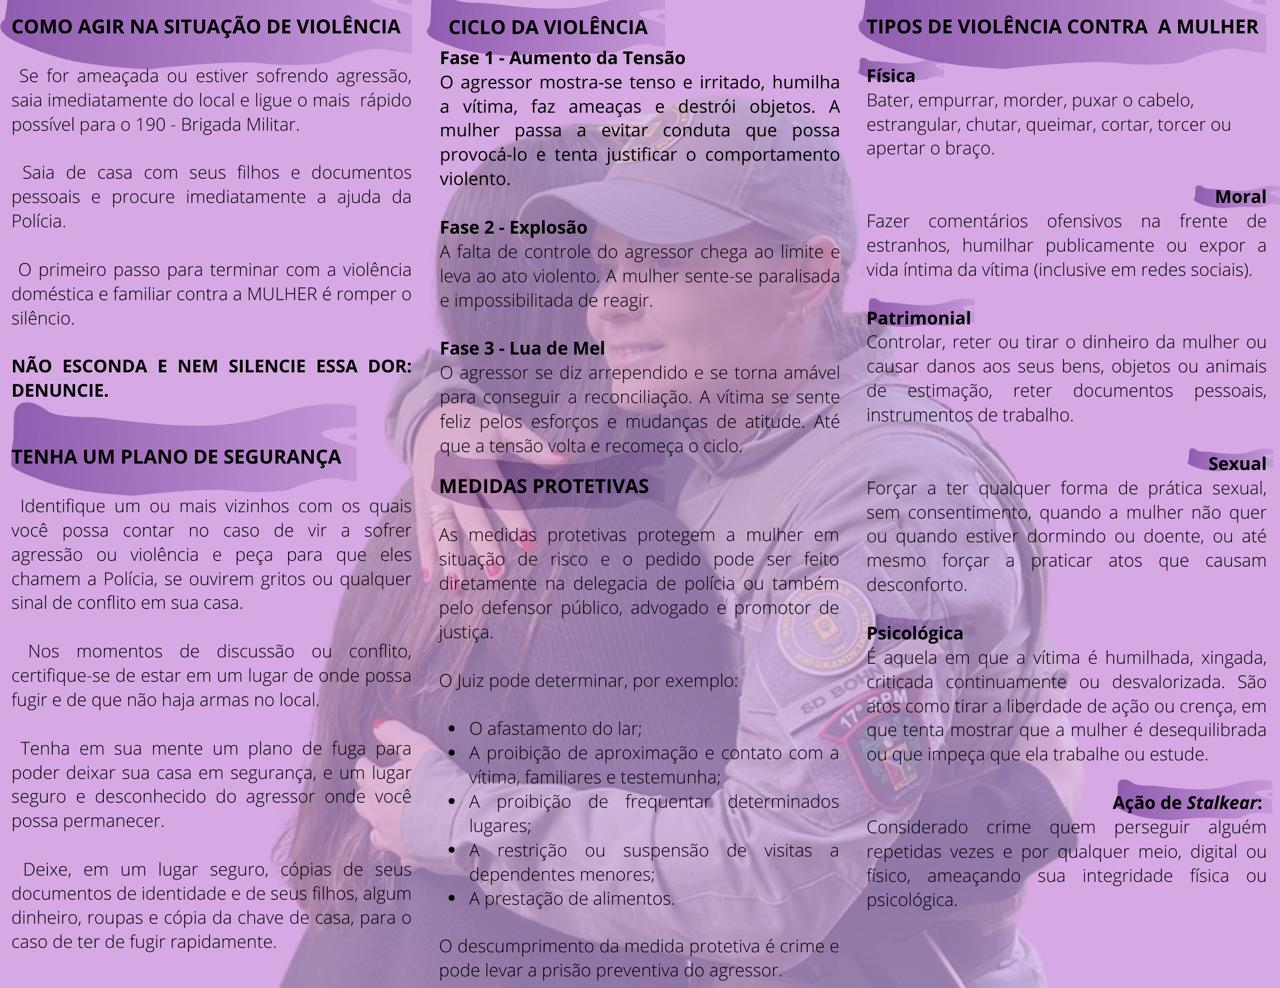 COMO AGIR NA SITUAÇÃO DE VIOLÊNCIA
Se for ameaçada ou estiver sofrendo agressão,
saia imediatamente do local e ligue o mais rápido
possível para o 190 - Brigada Militar.
Saia de casa com seus filhos e documentos
pessoais e procure imediatamente a ajuda da
Polícia.
O primeiro passo para terminar com a violência
doméstica e familiar contra a MULHER é romper o
silêncio.
NÃO ESCONDA E NEM SILENCIE ESSA DOR:
DENUNCIE.
TENHA UM PLANO DE SEGURANÇA
Identifique um ou mais vizinhos com os quais
você possa contar no caso de vir a sofrer
agressão ou violência e peça para que eles
chamem a Polícia, se ouvirem gritos ou qualquer
sinal de conflito em sua casa.
Nos momentos de discussão ou conflito,
certifique-se de estar em um lugar de onde possa
fugir e de que não haja armas no local.
Tenha em sua mente um plano de fuga para
poder deixar sua casa em segurança, e um lugar
seguro e desconhecido do agressor onde você
possa permanecer.
Deixe, em um lugar seguro, cópias de seus
documentos de identidade e de seus filhos, algum
dinheiro, roupas e cópia da chave de casa, para o
caso de ter de fugir rapidamente.
CICLO DA VIOLÊNCIA
Fase 1 - Aumento da Tensão
O agressor mostra-se tenso e irritado, humilha
a vítima, faz ameaças e destrói objetos. A
mulher passa a evitar conduta que possa
provocá-lo e tenta justificar o comportamento
violento.
Fase 2 - Explosão
A falta de controle do agressor chega ao limite e
leva ao ato violento. A mulher sente-se paralisada
e impossibilitada de reagir.
Fase 3 - Lua de Mel
O agressor se diz arrependido e se torna amável
para conseguir a reconciliação. A vítima se sente
feliz pelos esforços e mudanças de atitude. Até
que a tensão volta e recomeça o ciclo.
MEDIDAS PROTETIVAS
As medidas protetivas protegem a mulher em
situação de risco e o pedido pode ser feito
diretamente na delegacia de polícia ou também
pelo defensor público, advogado e promotor de
justiça.
O Juiz pode determinar, por exemplo:
• O afastamento do lar;
• A proibição de aproximação e contato com a
vítima, familiares e testemunha;
• A proibição de frequentar determinados
lugares;
• A restrição ou suspensão de visitas a
dependentes menores;
• A prestação de alimentos.
O descumprimento da medida protetiva é crime e
pode levar a prisão preventiva do agressor.
TIPOS DE VIOLÊNCIA CONTRA A MULHER
Física
Bater, empurrar, morder, puxar o cabelo,
estrangular, chutar, queimar, cortar, torcer ou
apertar o braço.
Moral
Fazer comentários ofensivos na frente de
estranhos, humilhar publicamente ou expor a
vida íntima da vítima (inclusive em redes sociais).
Patrimonial
Controlar, reter ou tirar o dinheiro da mulher ou
causar danos aos seus bens, objetos ou animais
de estimação, reter documentos pessoais,
instrumentos de trabalho.
Sexual
Forçar a ter qualquer forma de prática sexual,
sem consentimento, quando a mulher não quer
ou quando estiver dormindo ou doente, ou até
mesmo forçar a praticar atos que causam
desconforto.
Psicológica
É aquela em que a vítima é humilhada, xingada,
criticada continuamente ou desvalorizada. São
atos como tirar a liberdade de ação ou crença, em
que tenta mostrar que a mulher é desequilibrada
ou que impeça que ela trabalhe ou estude.
Ação de Stalkear:
Considerado crime quem perseguir alguém
repetidas vezes e por qualquer meio, digital ou
físico, ameaçando sua integridade física ou
psicológica.
17º BPM